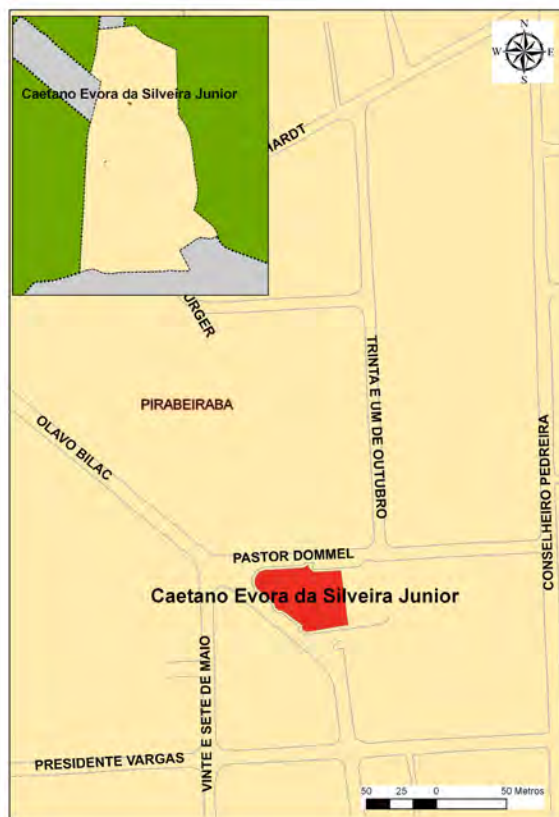 Caetano Evora da Silveira Junior
N
W
E
S
HARDT
URGER
TRINTA E UM DE OUTUBRO
PIRABEIRABA
OLAVO BILAC
CONSELHEIRO PEDREIRA
PASTOR DOMMEL
Caetano Evora da Silveira Junior
VINTE E SETE DE MAIO
PRESIDENTE VARGAS
50 25 0 50 Metros